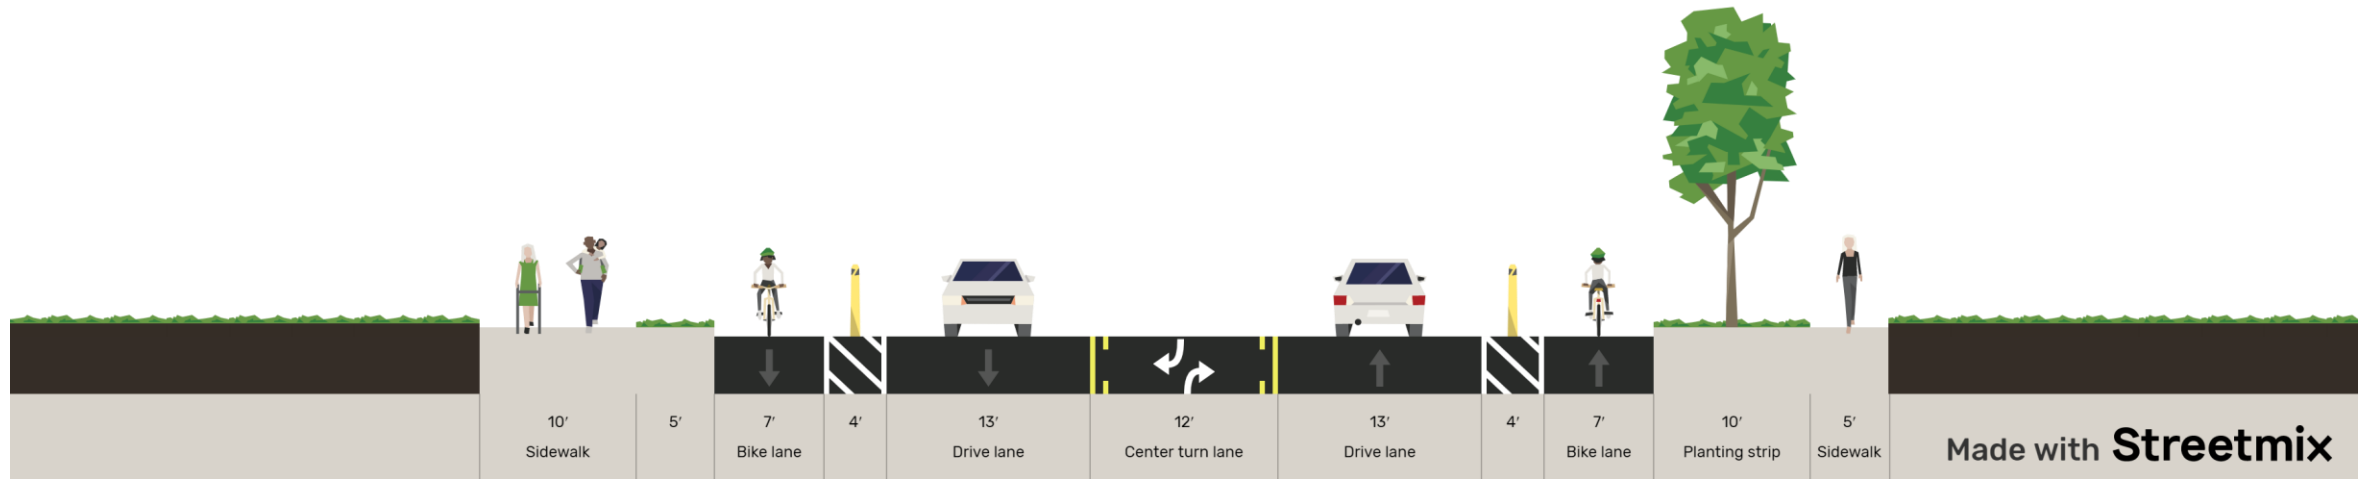 10′ 5′ 7′ 4′ 13′ 12′ 13′ 4′ 7′ 10′ 5′
Sidewalk Bike lane Drive lane Center turn lane Drive lane Bike lane Planting strip Sidewalk
Made with Streetmix